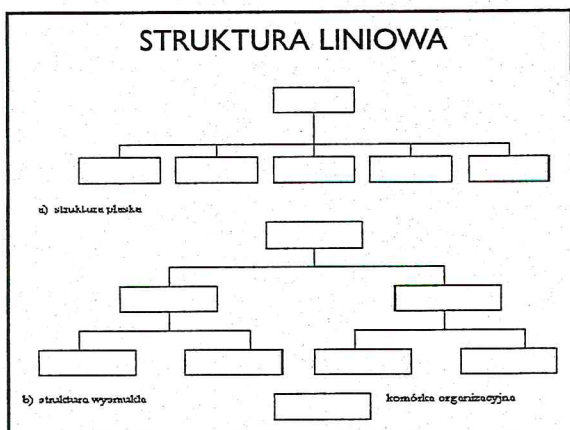 STRUKTURA LINIOWA
a) struktura płaska
b) struktura wysmukła
komórka organizacyjna